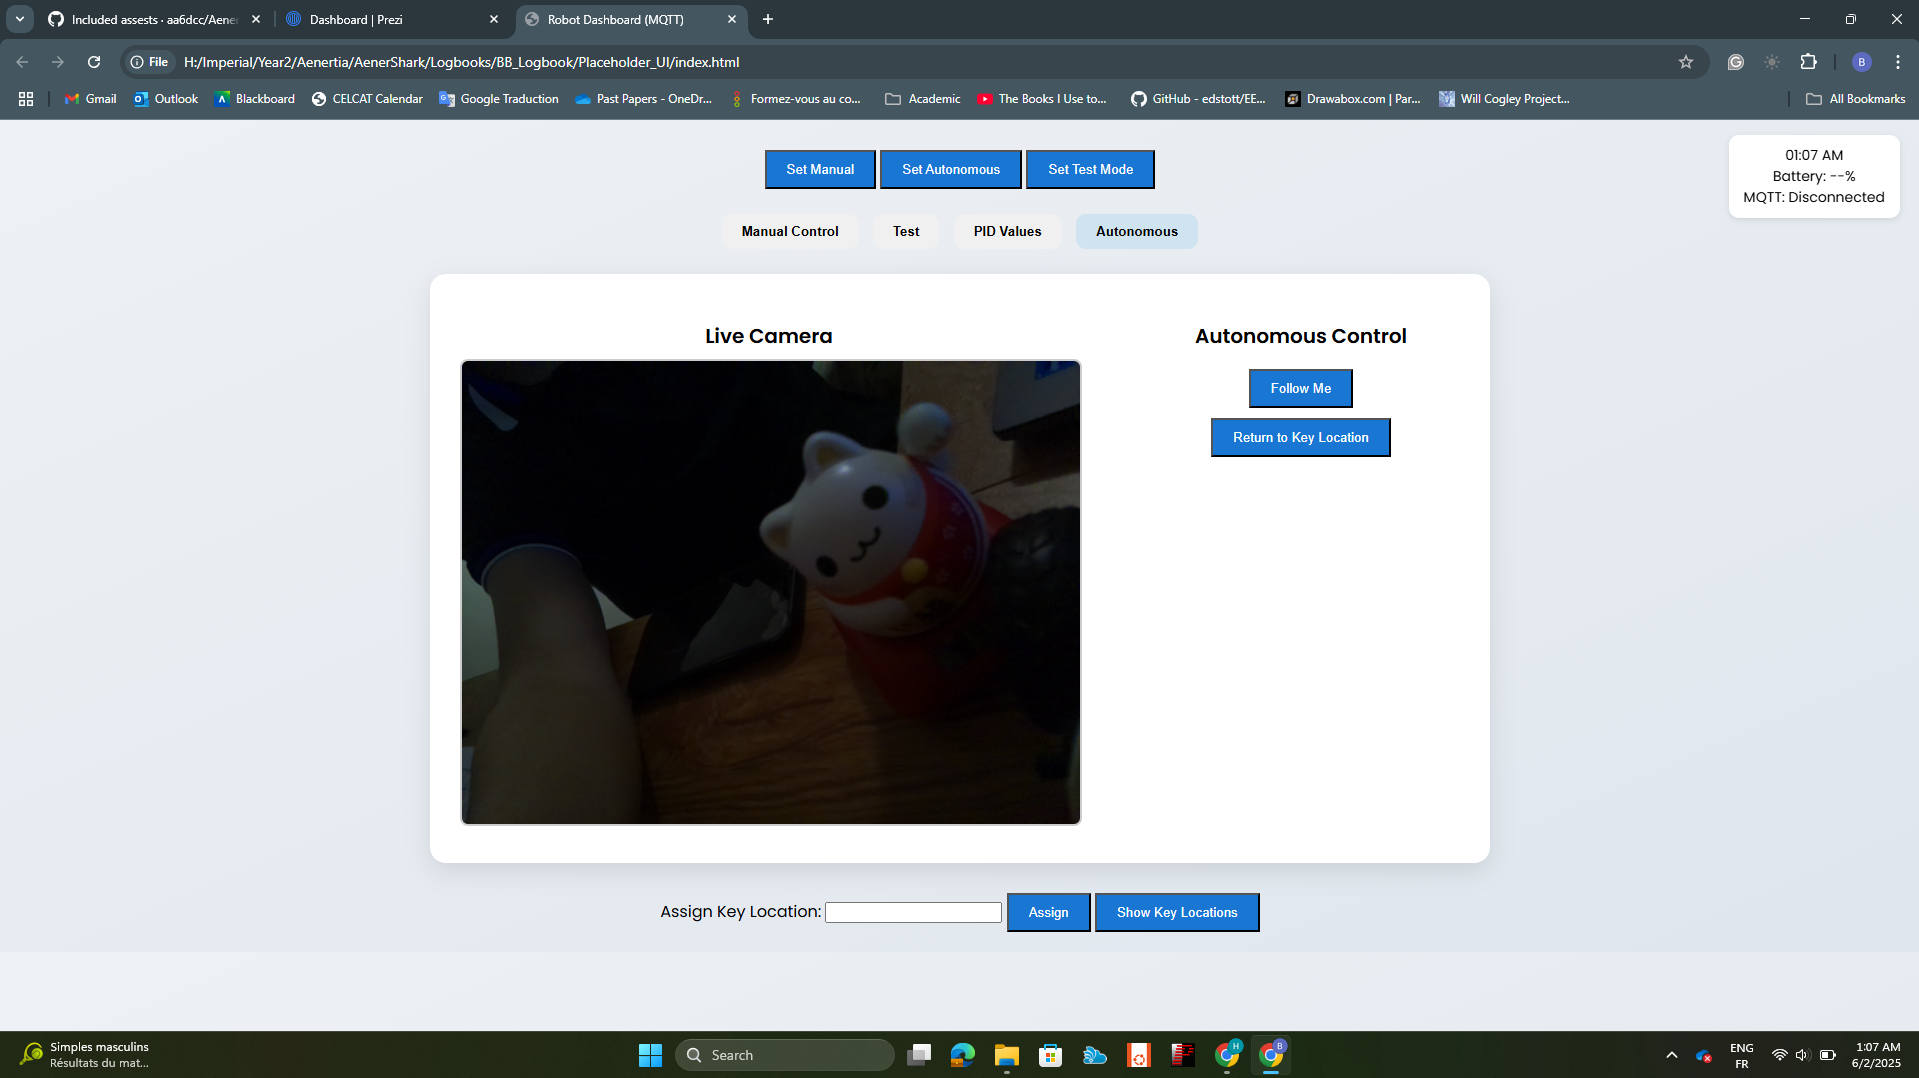 Included assests · aa6dcc/Aener
Dashboard | Prezi
Robot Dashboard (MQTT)
File
H:/Imperial/Year2/Aenertia/AenerShark/Logbooks/BB_Logbook/Placeholder_UI/index.html
B
Gmail
Outlook
Blackboard
CELCAT Calendar
Google Traduction
Past Papers - OneDr...
Formez-vous au co...
Academic
The Books I Use to...
GitHub - edstott/EE...
Drawabox.com | Par...
Will Cogley Project...
All Bookmarks
Set Manual
Set Autonomous
Set Test Mode
01:07 AM
Battery: --%
MQTT: Disconnected
Manual Control
Test
PID Values
Autonomous
Live Camera
Autonomous Control
Follow Me
Return to Key Location
Assign Key Location:
Assign
Show Key Locations
Simples masculins
Résultats du mat...
Search
H
B
ENG
FR
1:07 AM
6/2/2025